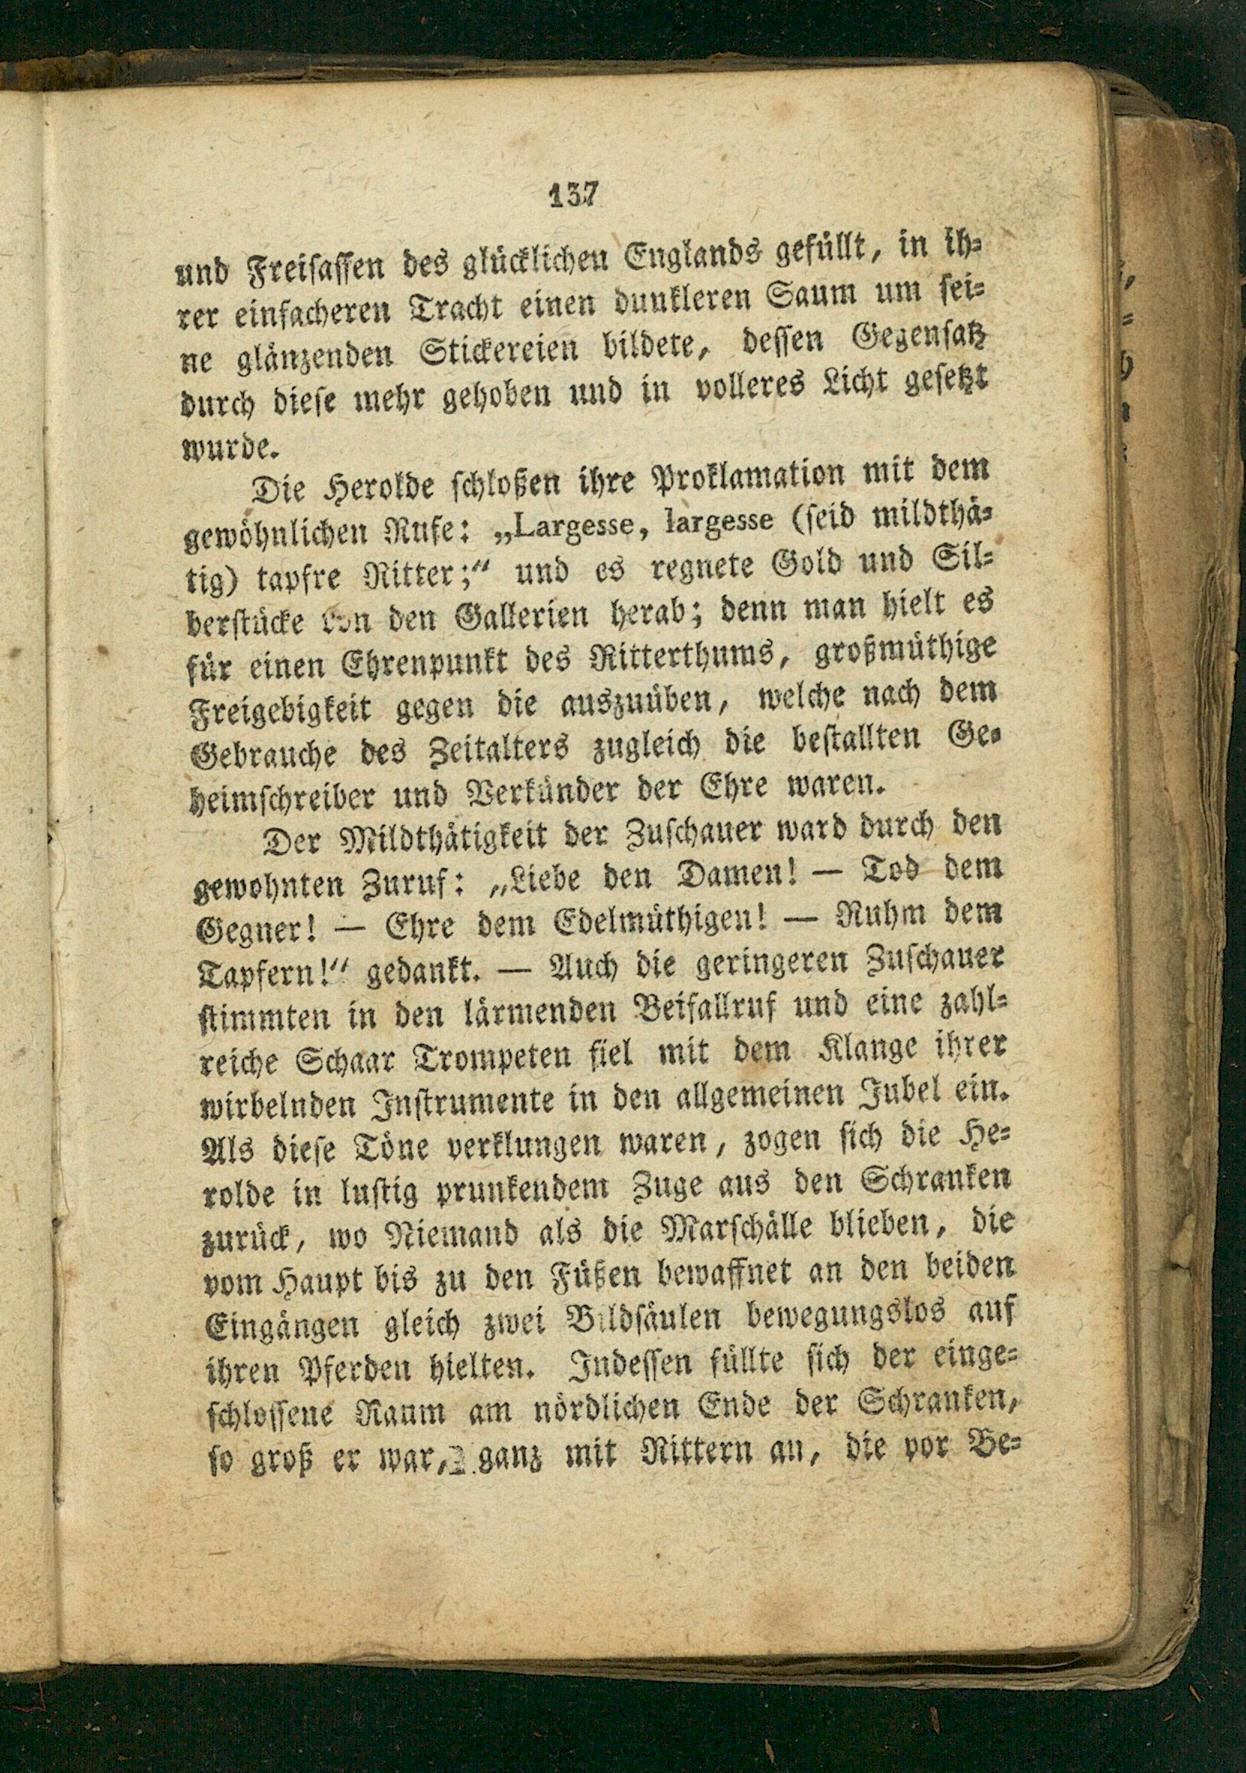 137
und Freisassen des glücklichen Englands gefüllt, in ih-
rer einfacheren Tracht einen dunkleren Saum um sei-
ne glänzenden Stickereien bildete, dessen Gegensatz
durch diese mehr gehoben und in volleres Licht gesetzt
wurde.
Die Herolde schloßen ihre Proklamation mit dem
gewöhnlichen Rufe: „Largesse, largesse (seid mildthä-
tig) tapfre Ritter;“ und es regnete Gold und Sil-
berstücke von den Gallerien herab; denn man hielt es
für einen Ehrenpunkt des Ritterthums, großmüthige
Freigebigkeit gegen die auszuüben, welche nach dem
Gebrauche des Zeitalters zugleich die bestallten Ge-
heimschreiber und Verkünder der Ehre waren.
Der Mildthätigkeit der Zuschauer ward durch den
gewohnten Zuruf: „Liebe den Damen! — Tod dem
Gegner! — Ehre dem Edelmüthigen! — Ruhm dem
Tapfern!“ gedankt. — Auch die geringeren Zuschauer
stimmten in den lärmenden Beifallruf und eine zahl-
reiche Schaar Trompeten fiel mit dem Klange ihrer
wirbelnden Instrumente in den allgemeinen Jubel ein.
Als diese Töne verklungen waren, zogen sich die He-
rolde in lustig prunkendem Zuge aus den Schranken
zurück, wo Niemand als die Marschälle blieben, die
vom Haupt bis zu den Füßen bewaffnet an den beiden
Eingängen gleich zwei Bildsäulen bewegungslos auf
ihren Pferden hielten. Indessen füllte sich der einge-
schlossene Raum am nördlichen Ende der Schranken,
so groß er war, ganz mit Rittern an, die vor Be-